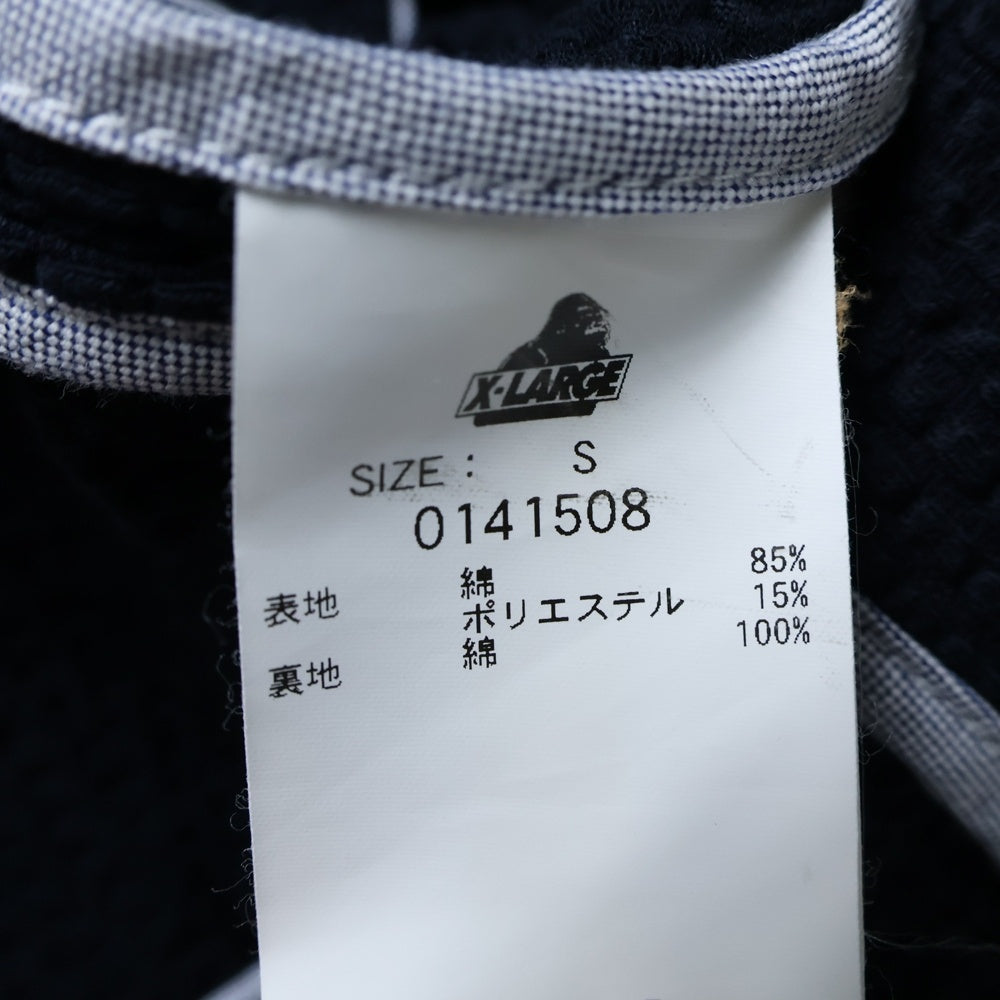 X-LARGE
SIZE : S
0141508
表地 綿 85%
ポリエステル 15%
裏地 綿 100%